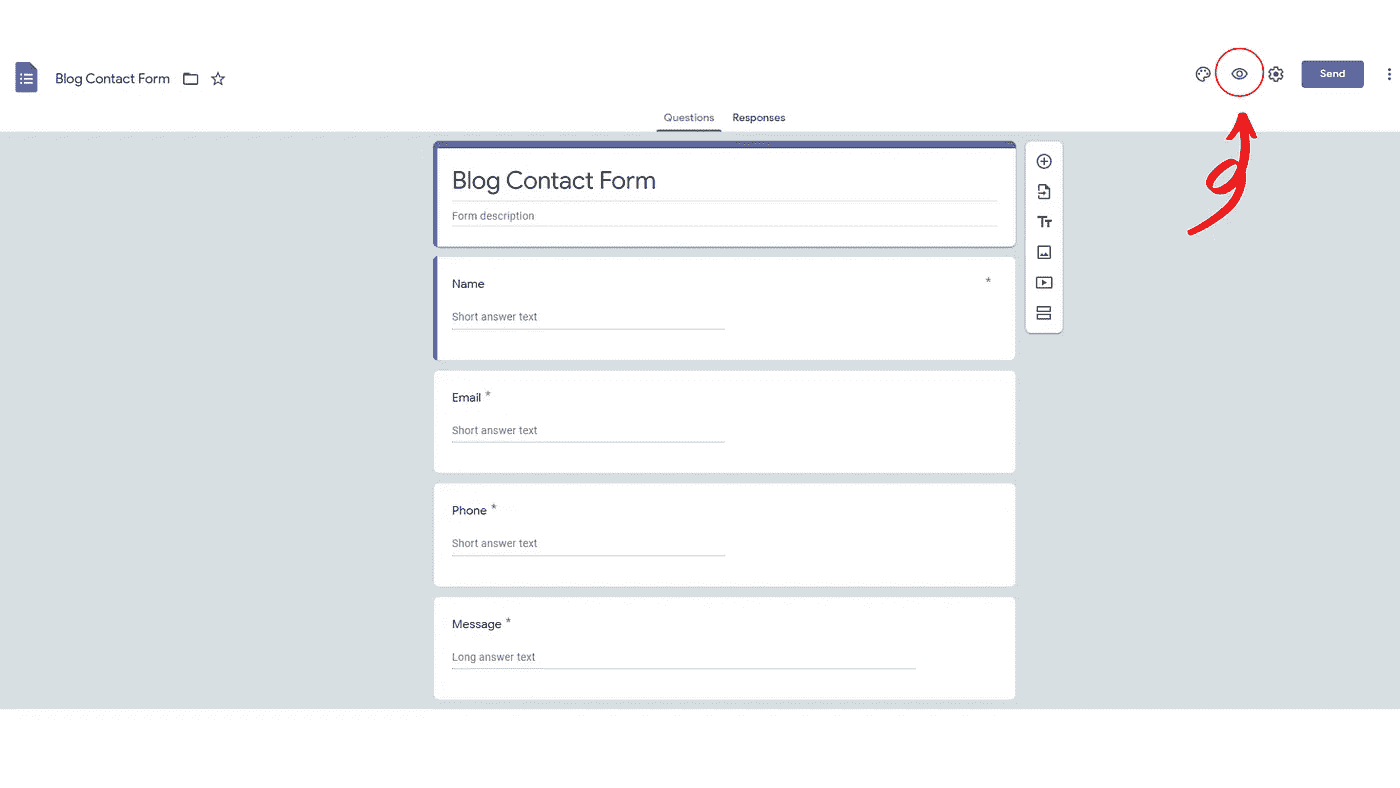 Blog Contact Form
Send
Questions Responses
Blog Contact Form
Form description
Name *
Short answer text
Email *
Short answer text
Phone *
Short answer text
Message *
Long answer text